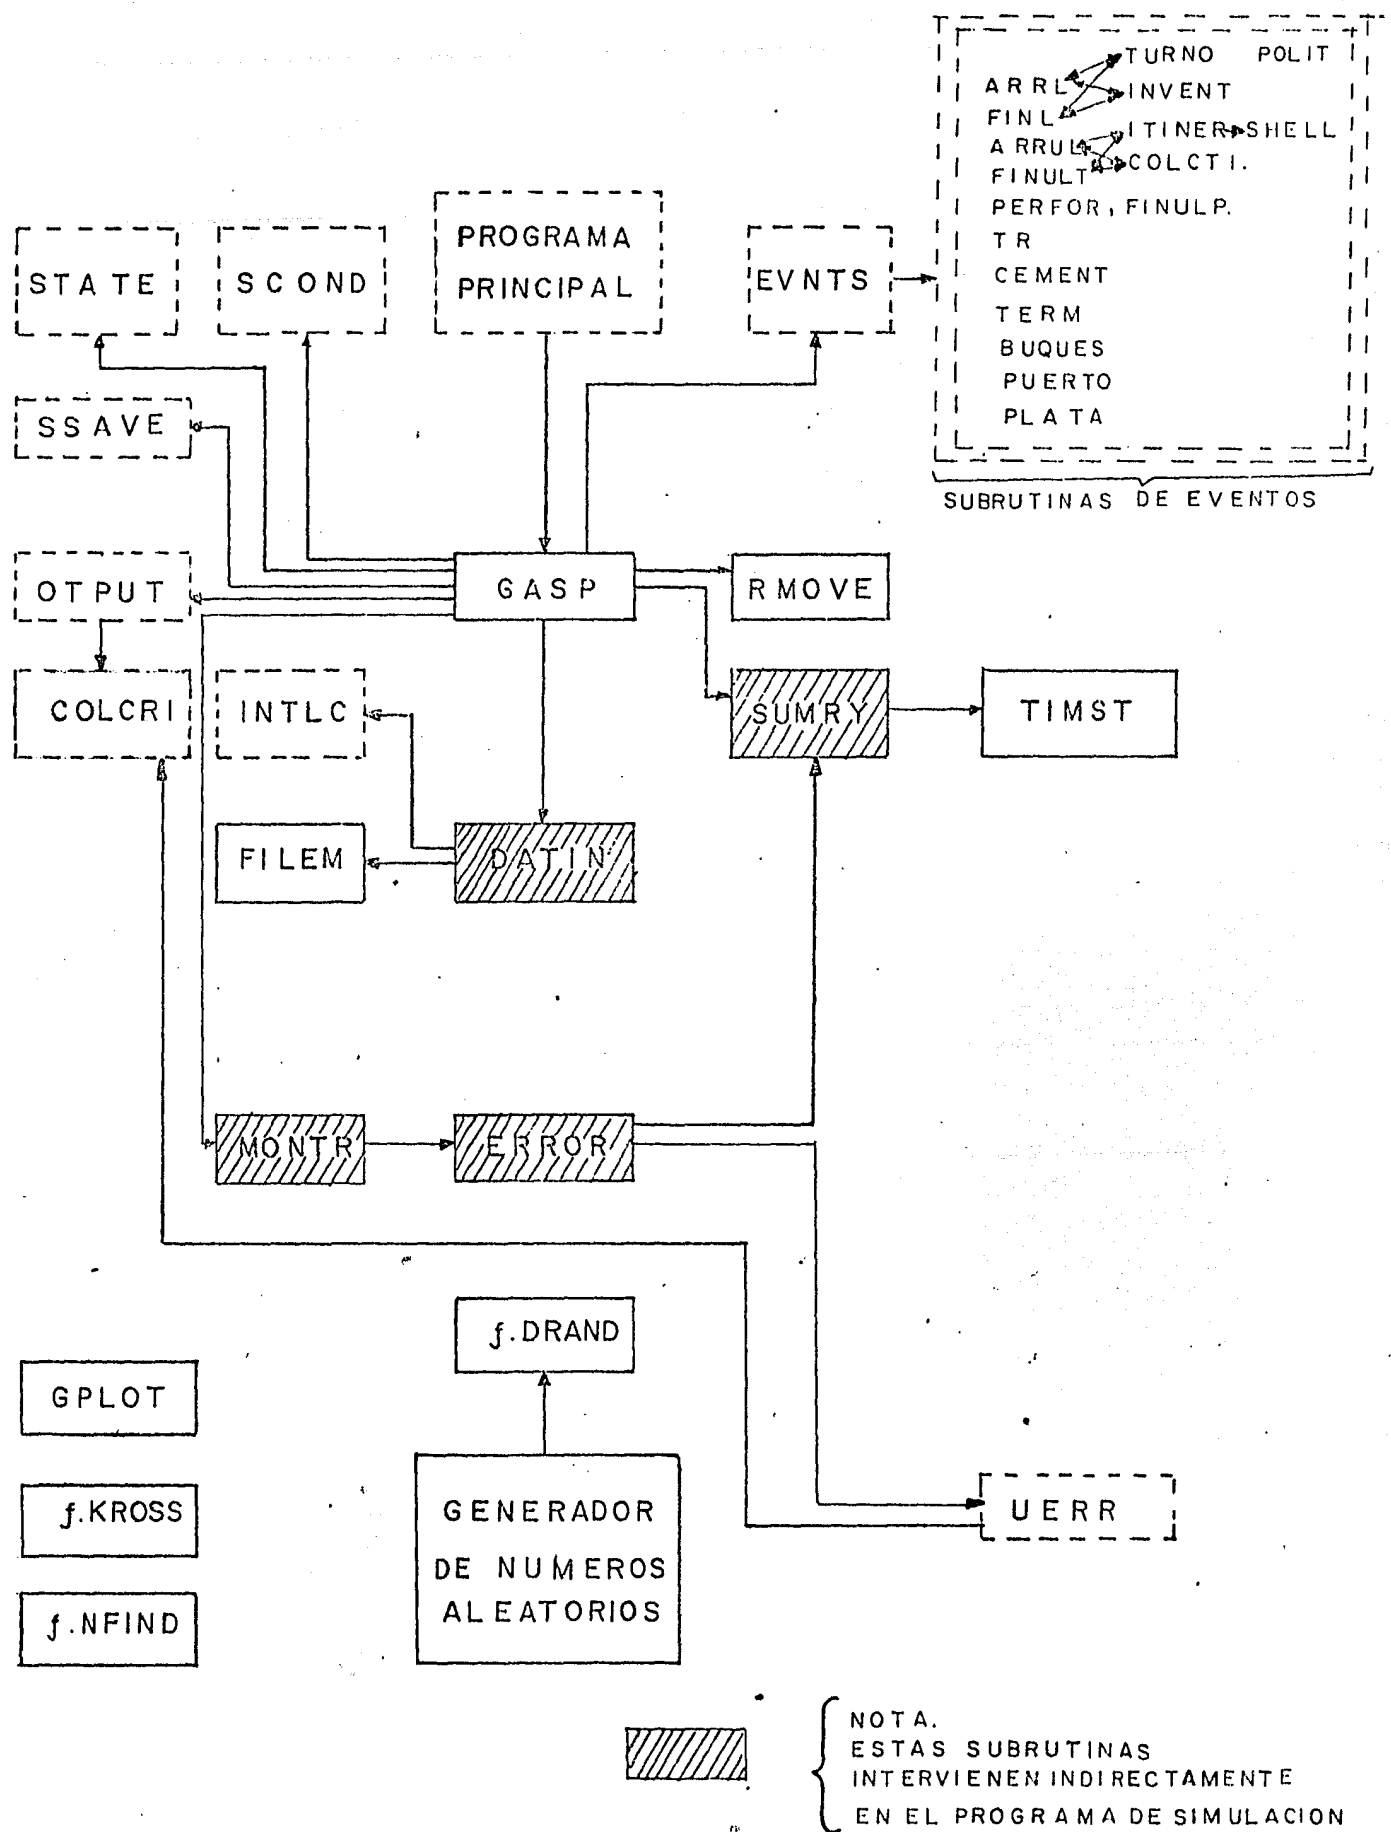 TURNO POLIT
ARRL INVENT
FINL
ITINER SHELL
ARRUL
COLCTI.
FINULT
PERFOR, FINULP.
TR
CEMENT
TERM
BUQUES
PUERTO
PLATA
SUBRUTINAS DE EVENTOS
STATE
SCOND
PROGRAMA
PRINCIPAL
EVNTS
SSAVE
OTPUT
GASP
RMOVE
COLCRI
INTLC
SUMRY
TIMST
FILEM
DATIN
MONTR
ERROR
ƒ.DRAND
GPLOT
ƒ.KROSS
ƒ.NFIND
GENERADOR
DE NUMEROS
ALEATORIOS
UERR
NOTA.
ESTAS SUBRUTINAS
INTERVIENEN INDIRECTAMENTE
EN EL PROGRAMA DE SIMULACION